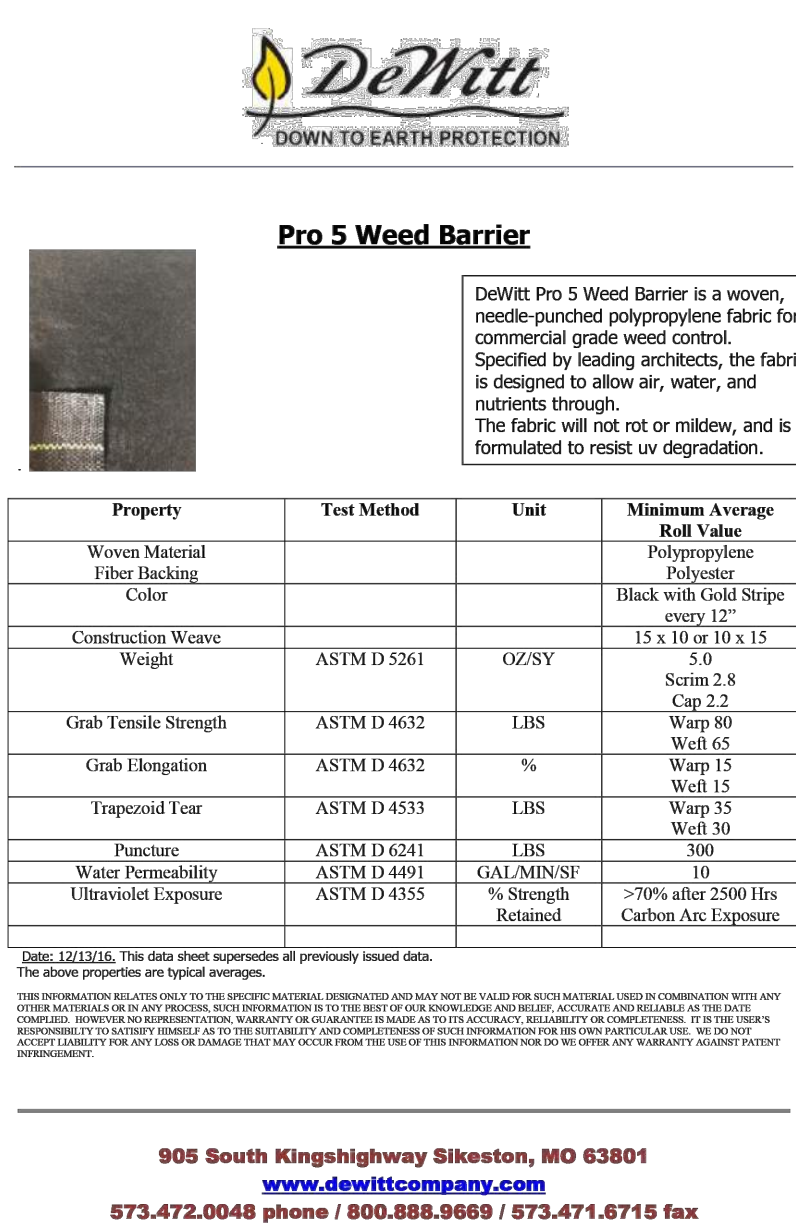 DeWitt
DOWN TO EARTH PROTECTION
Pro 5 Weed Barrier
DeWitt Pro 5 Weed Barrier is a woven,
needle-punched polypropylene fabric for
commercial grade weed control.
Specified by leading architects, the fabri
is designed to allow air, water, and
nutrients through.
The fabric will not rot or mildew, and is
formulated to resist uv degradation.
Property Test Method Unit Minimum Average
Roll Value
Woven Material Polypropylene
Fiber Backing Polyester
Color Black with Gold Stripe
every 12”
Construction Weave 15 x 10 or 10 x 15
Weight ASTM D 5261 OZ/SY 5.0
Scrim 2.8
Cap 2.2
Grab Tensile Strength ASTM D 4632 LBS Warp 80
Weft 65
Grab Elongation ASTM D 4632 % Warp 15
Weft 15
Trapezoid Tear ASTM D 4533 LBS Warp 35
Weft 30
Puncture ASTM D 6241 LBS 300
Water Permeability ASTM D 4491 GAL/MIN/SF 10
Ultraviolet Exposure ASTM D 4355 % Strength >70% after 2500 Hrs
Retained Carbon Arc Exposure
Date: 12/13/16. This data sheet supersedes all previously issued data.
The above properties are typical averages.
THIS INFORMATION RELATES ONLY TO THE SPECIFIC MATERIAL DESIGNATED AND MAY NOT BE VALID FOR SUCH MATERIAL USED IN COMBINATION WITH ANY
OTHER MATERIALS OR IN ANY PROCESS, SUCH INFORMATION IS TO THE BEST OF OUR KNOWLEDGE AND BELIEF, ACCURATE AND RELIABLE AS THE DATE
COMPLIED. HOWEVER NO REPRESENTATION, WARRANTY OR GUARANTEE IS MADE AS TO ITS ACCURACY, RELIABILITY OR COMPLETENESS. IT IS THE USER'S
RESPONSIBILTY TO SATISIFY HIMSELF AS TO THE SUITABILITY AND COMPLETENESS OF SUCH INFORMATION FOR HIS OWN PARTICULAR USE. WE DO NOT
ACCEPT LIABILITY FOR ANY LOSS OR DAMAGE THAT MAY OCCUR FROM THE USE OF THIS INFORMATION NOR DO WE OFFER ANY WARRANTY AGAINST PATENT
INFRINGEMENT.
905 South Kingshighway Sikeston, MO 63801
www.dewittcompany.com
573.472.0048 phone / 800.888.9669 / 573.471.6715 fax